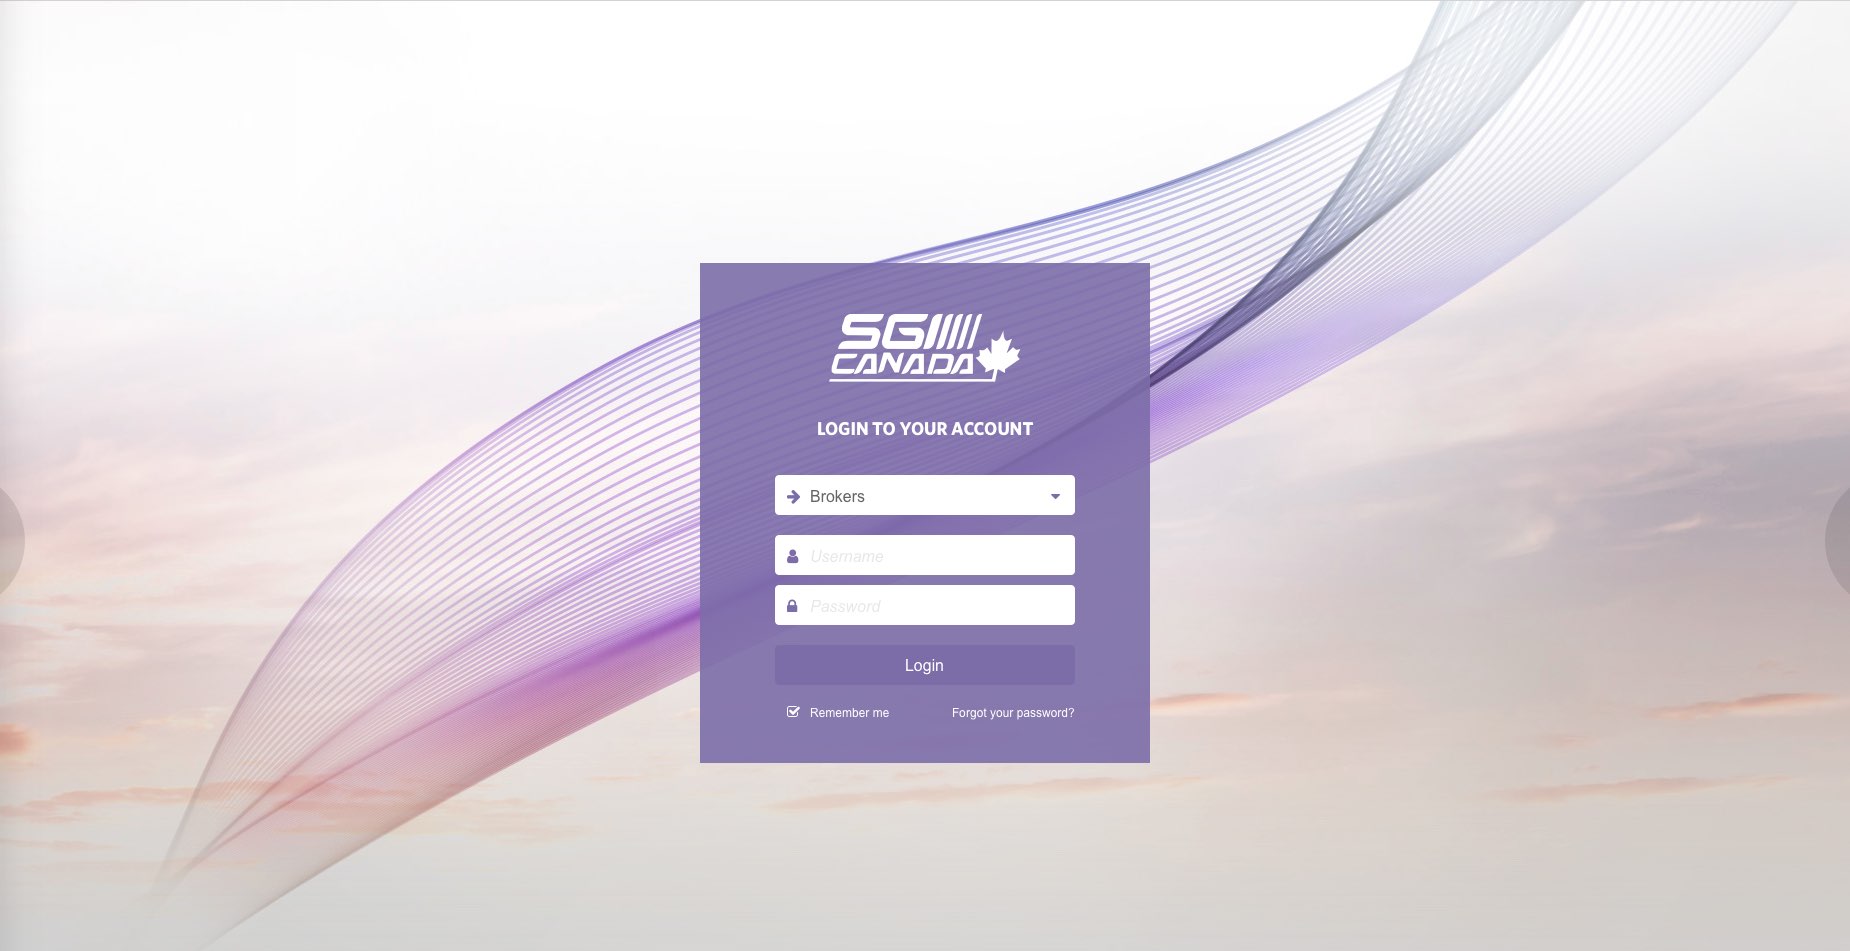 SGI
CANADA
LOGIN TO YOUR ACCOUNT
Brokers
Username
Password
Login
Remember me
Forgot your password?